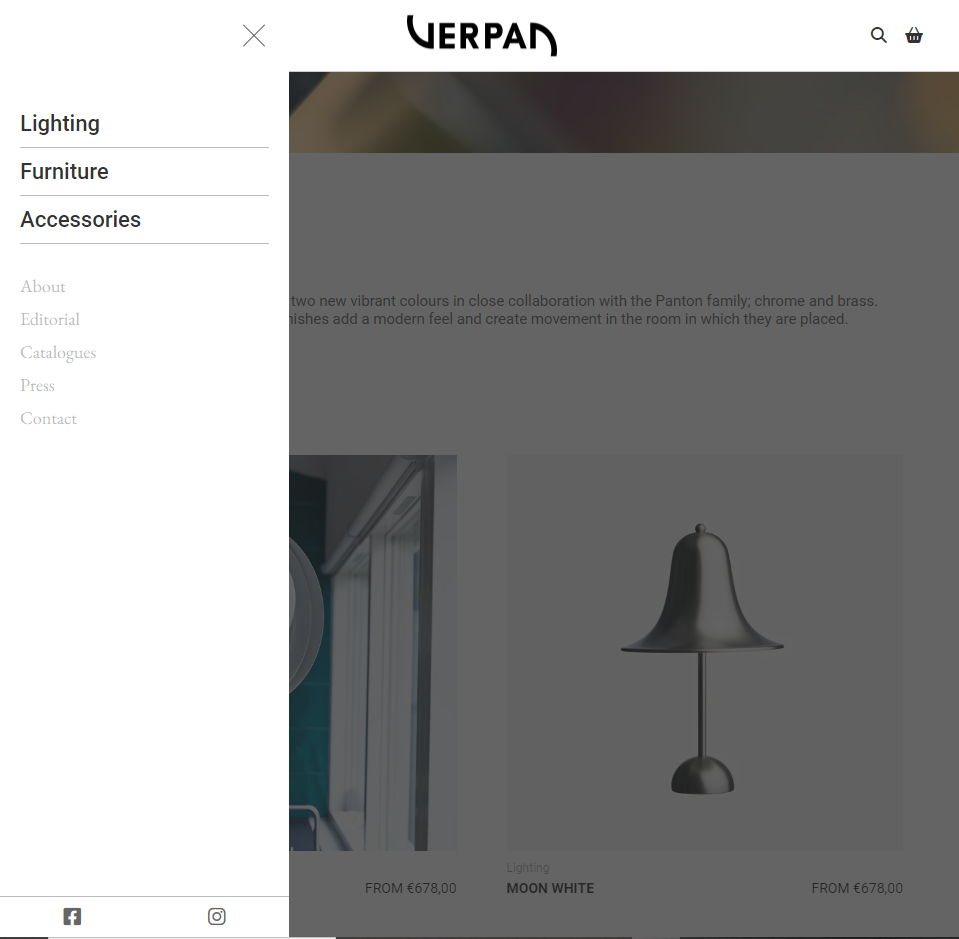 VERPAN
Lighting
Furniture
Accessories
About
Editorial
Catalogues
Press
Contact
two new vibrant colours in close collaboration with the Panton family; chrome and brass.
add a modern feel and create movement in the room in which they are placed.
FROM €678,00
Lighting
MOON WHITE
FROM €678,00